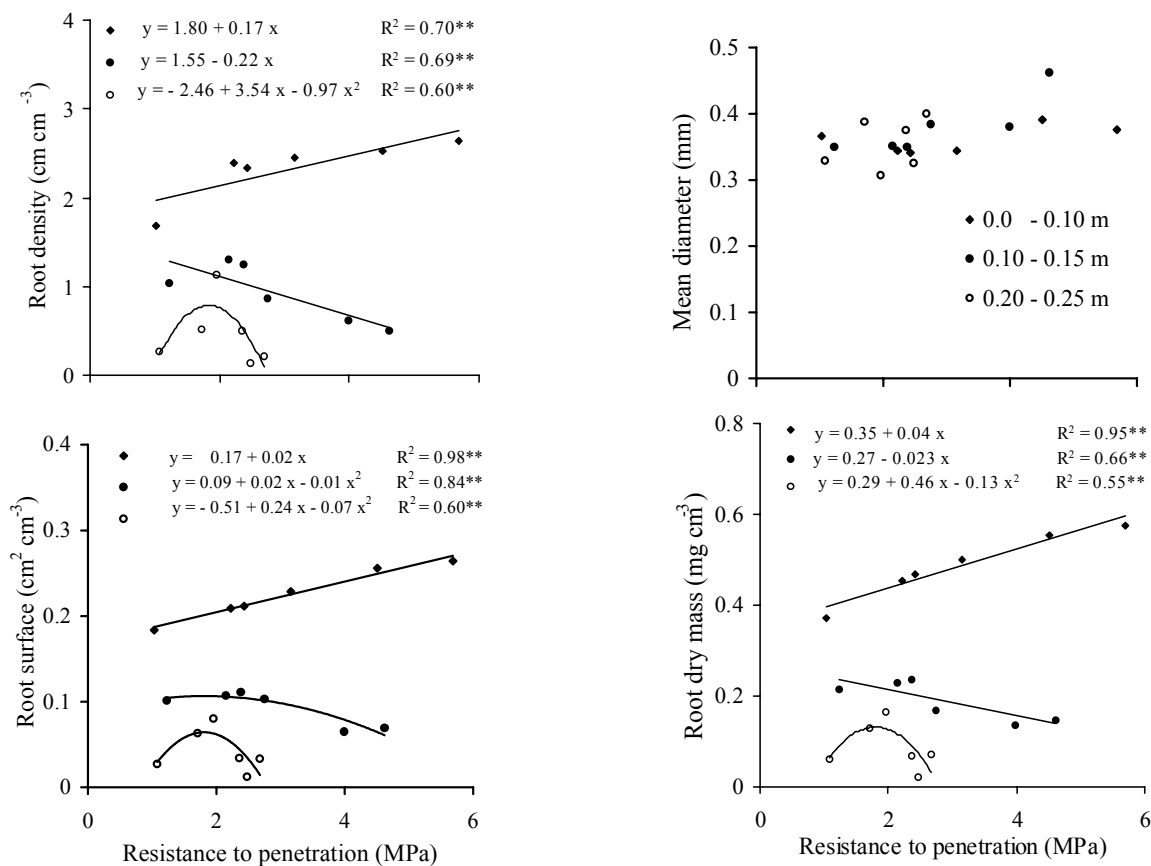 Root density (cm cm ⁻³)
4
3
2
1
0
0
2
4
6
y = 1.80 + 0.17 x R² = 0.70**
y = 1.55 - 0.22 x R² = 0.69**
y = - 2.46 + 3.54 x - 0.97 x² R² = 0.60**
Mean diameter (mm)
0.5
0.4
0.3
0.2
0.1
0
0
2
4
6
0.0 - 0.10 m
0.10 - 0.15 m
0.20 - 0.25 m
Root surface (cm² cm⁻³)
0.4
0.3
0.2
0.1
0
y = 0.17 + 0.02 x R² = 0.98**
y = 0.09 + 0.02 x - 0.01 x² R² = 0.84**
y = - 0.51 + 0.24 x - 0.07 x² R² = 0.60**
0
2
4
6
Resistance to penetration (MPa)
Root dry mass (mg cm⁻³)
0.8
0.6
0.4
0.2
0
y = 0.35 + 0.04 x R² = 0.95**
y = 0.27 - 0.023 x R² = 0.66**
y = 0.29 + 0.46 x - 0.13 x² R² = 0.55**
0
2
4
6
Resistance to penetration (MPa)